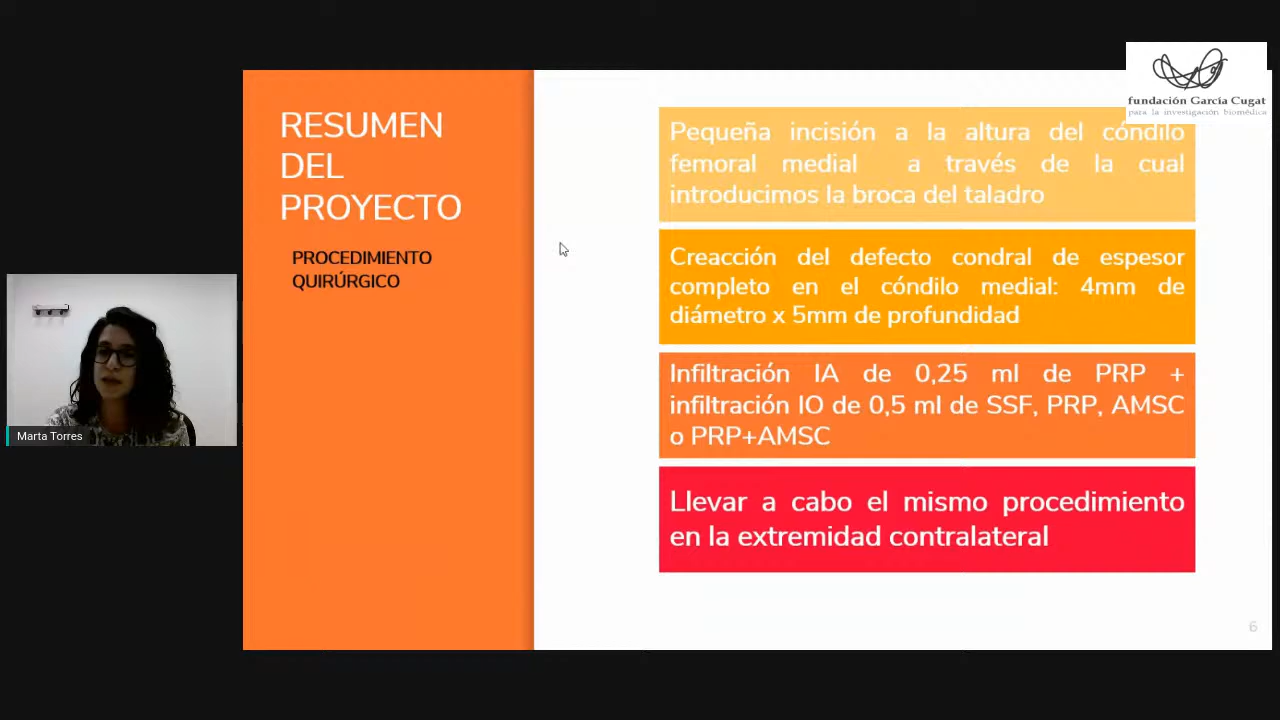 fundación García Cugat
para la investigación biomédica
RESUMEN
DEL
PROYECTO
PROCEDIMIENTO
QUIRÚRGICO
Pequeña incisión a la altura del cóndilo
femoral medial a través de la cual
introducimos la broca del taladro
Creacción del defecto condral de espesor
completo en el cóndilo medial: 4mm de
diámetro x 5mm de profundidad
Infiltración IA de 0,25 ml de PRP +
infiltración IO de 0,5 ml de SSF, PRP, AMSC
o PRP+AMSC
Llevar a cabo el mismo procedimiento
en la extremidad contralateral
Marta Torres
6